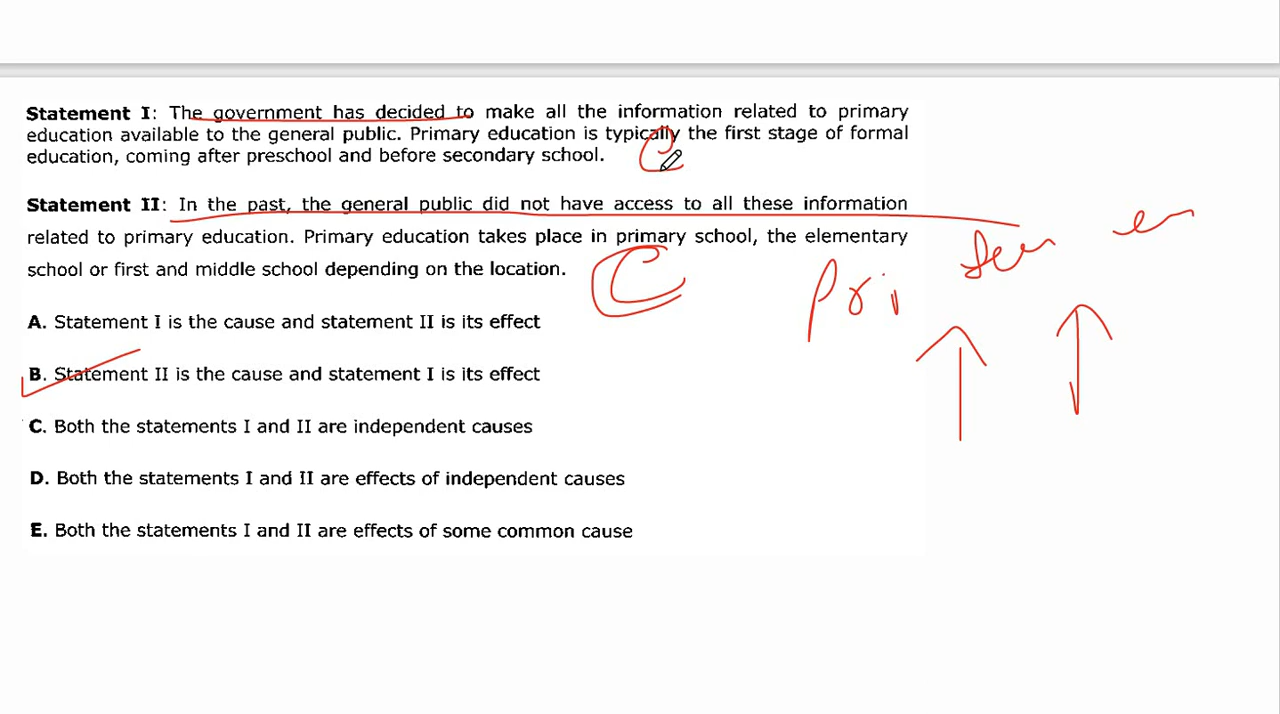 Statement I: The government has decided to make all the information related to primary
education available to the general public. Primary education is typically the first stage of formal
education, coming after preschool and before secondary school.
C
Statement II: In the past, the general public did not have access to all these information
related to primary education. Primary education takes place in primary school, the elementary
school or first and middle school depending on the location.
C
Pri
A. Statement I is the cause and statement II is its effect
B. Statement II is the cause and statement I is its effect
C. Both the statements I and II are independent causes
D. Both the statements I and II are effects of independent causes
E. Both the statements I and II are effects of some common cause